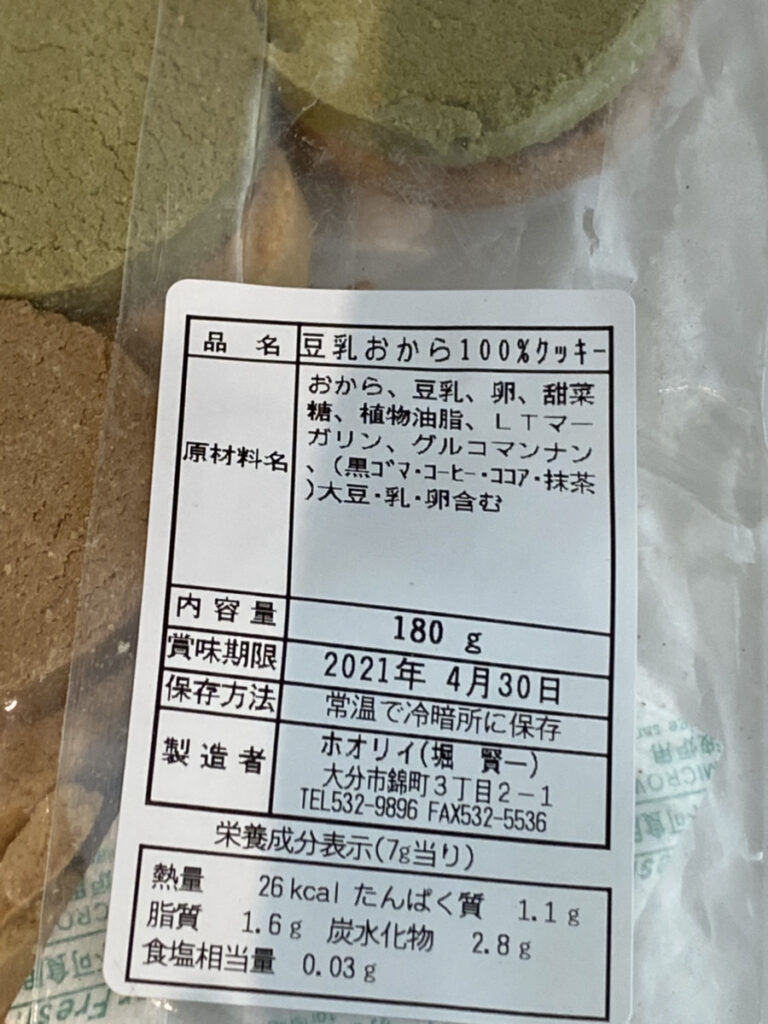 品名 豆乳おから100%クッキー
原材料名 おから、豆乳、卵、甜菜
糖、植物油脂、LTマー
ガリン、グルコマンナン
、(黒ゴマ・コーヒー・ココア・抹茶
)大豆・乳・卵含む
内容量 180g
賞味期限 2021年 4月30日
保存方法 常温で冷暗所に保存
製造者 ホオリイ(堀 賢一)
大分市錦町3丁目2-1
TEL532-9896 FAX532-5536
栄養成分表示(7g当り)
熱量 26kcal たんぱく質 1.1g
脂質 1.6g 炭水化物 2.8g
食塩相当量 0.03g